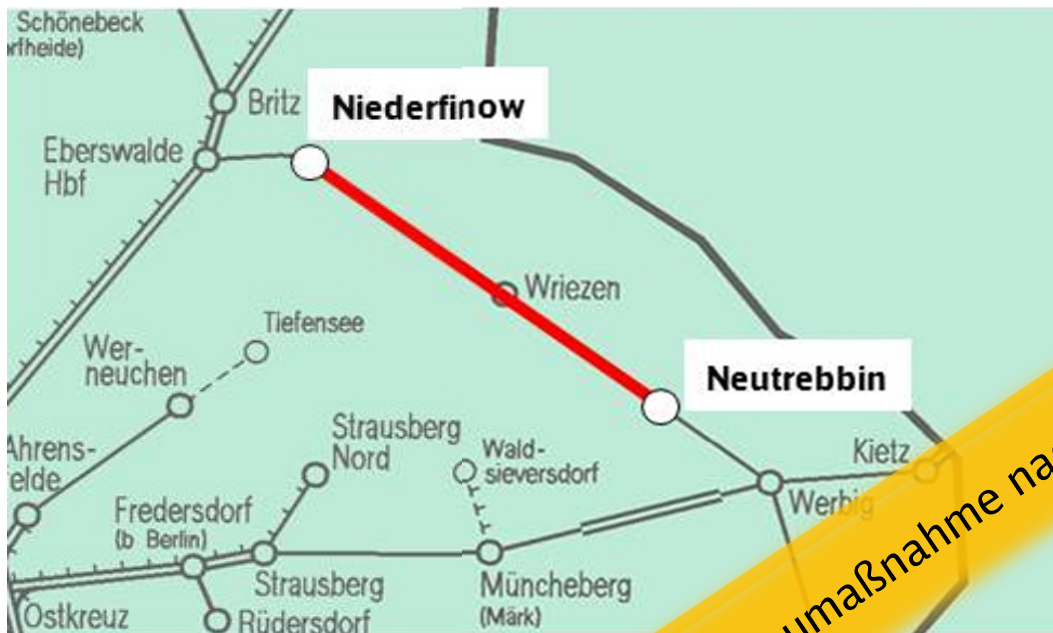 Schönebeck
rfheide)
Britz
Niederfinow
Eberswalde
Hbf
Wriezen
Tiefensee
Wer-
neuchen
Neutrebbin
Strausberg
Nord
Wald-
sieversdorf
Ahrens-
elde
Kietz
Werbig
Fredersdorf
(b Berlin)
Strausberg
Müncheberg
(Märk)
Ostkreuz
Rüdersdorf
umaßnahme na